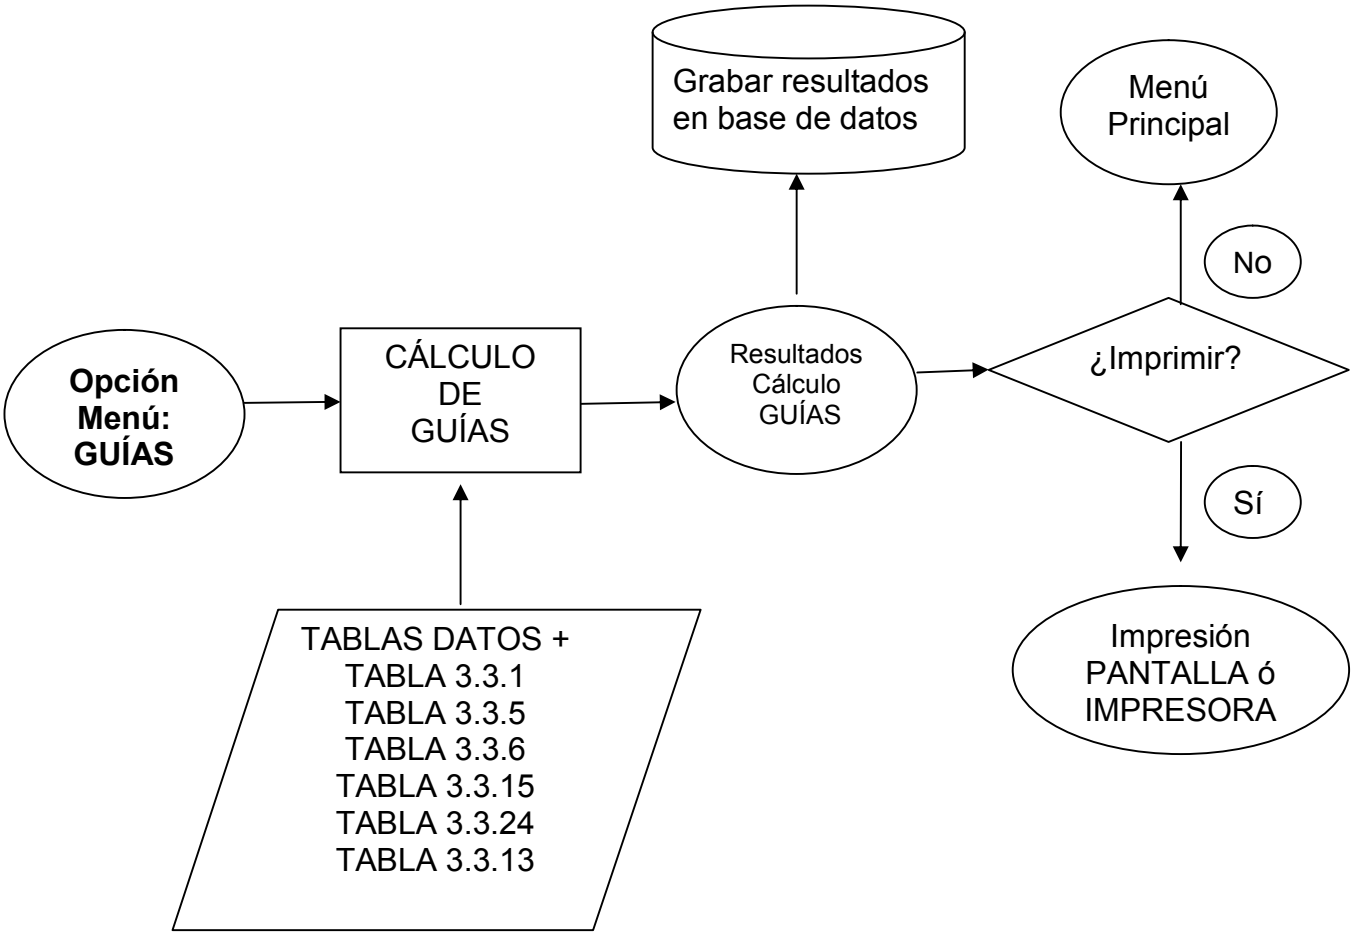 Grabar resultados
en base de datos
Menú
Principal
No
Opción
Menú:
GUÍAS
CÁLCULO
DE
GUÍAS
Resultados
Cálculo
GUÍAS
¿Imprimir?
Sí
TABLAS DATOS +
TABLA 3.3.1
TABLA 3.3.5
TABLA 3.3.6
TABLA 3.3.15
TABLA 3.3.24
TABLA 3.3.13
Impresión
PANTALLA ó
IMPRESORA